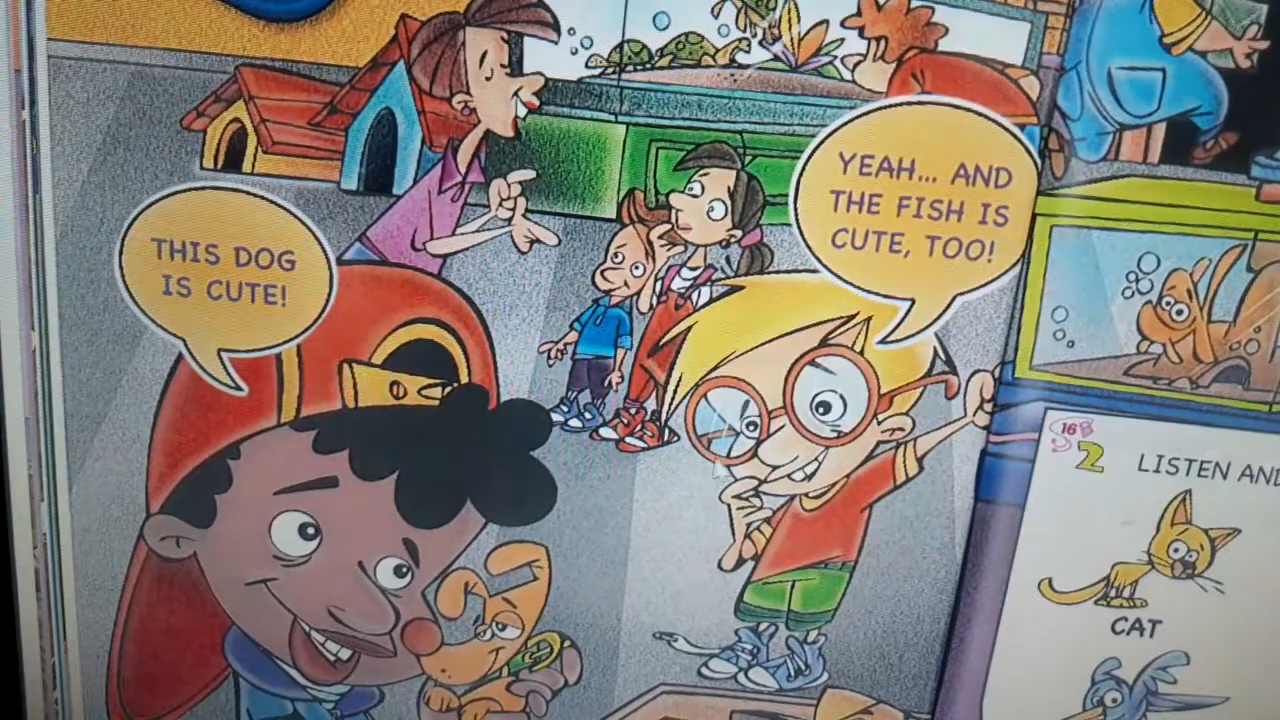 THIS DOG
IS CUTE!
YEAH... AND
THE FISH IS
CUTE, TOO!
16
2 LISTEN AND
CAT